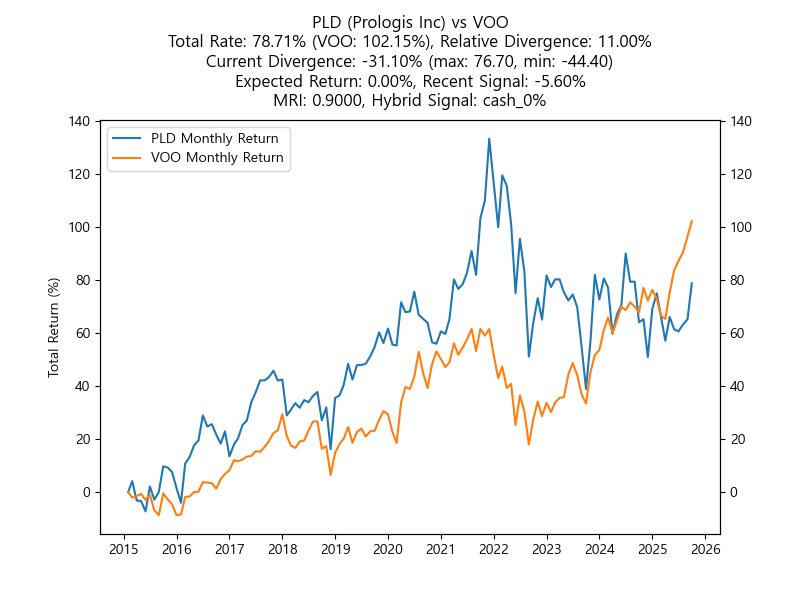 PLD (Prologis Inc) vs VOO
Total Rate: 78.71% (VOO: 102.15%), Relative Divergence: 11.00%
Current Divergence: -31.10% (max: 76.70, min: -44.40)
Expected Return: 0.00%, Recent Signal: -5.60%
MRI: 0.9000, Hybrid Signal: cash_0%
PLD Monthly Return
VOO Monthly Return
Total Return (%)
140
120
100
80
60
40
20
0
140
120
100
80
60
40
20
0
2015 2016 2017 2018 2019 2020 2021 2022 2023 2024 2025 2026